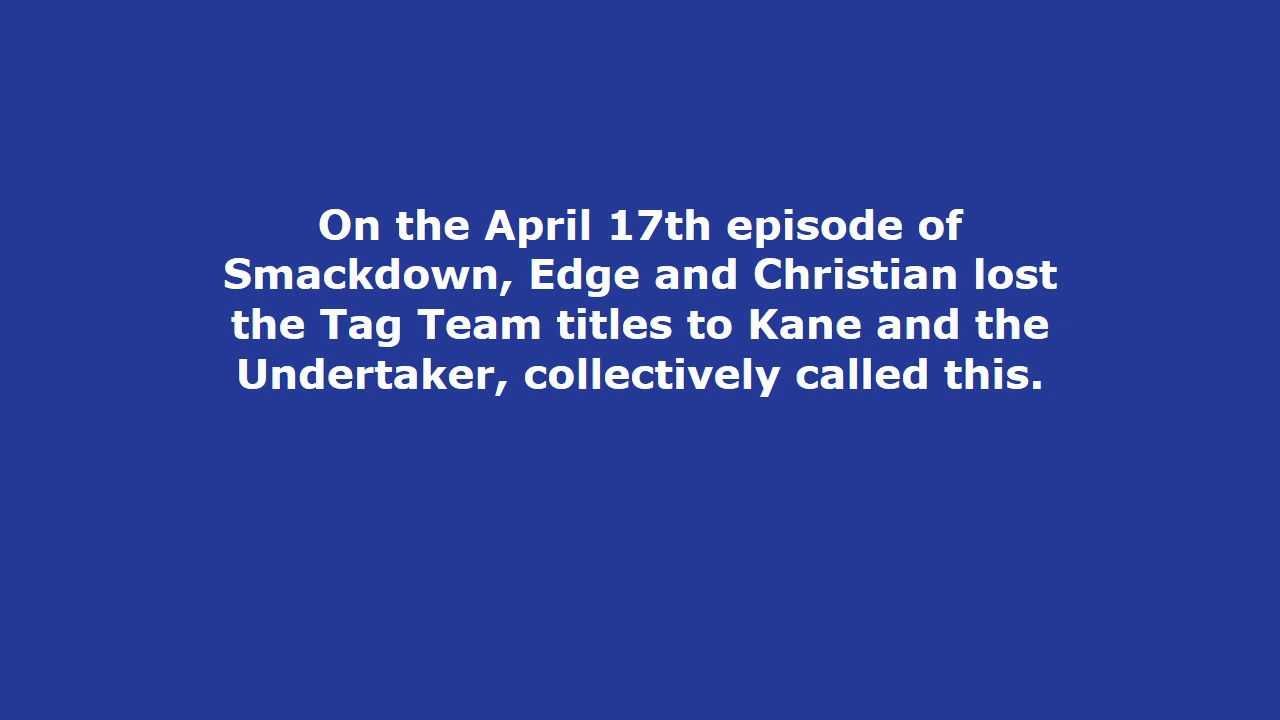 On the April 17th episode of
Smackdown, Edge and Christian lost
the Tag Team titles to Kane and the
Undertaker, collectively called this.